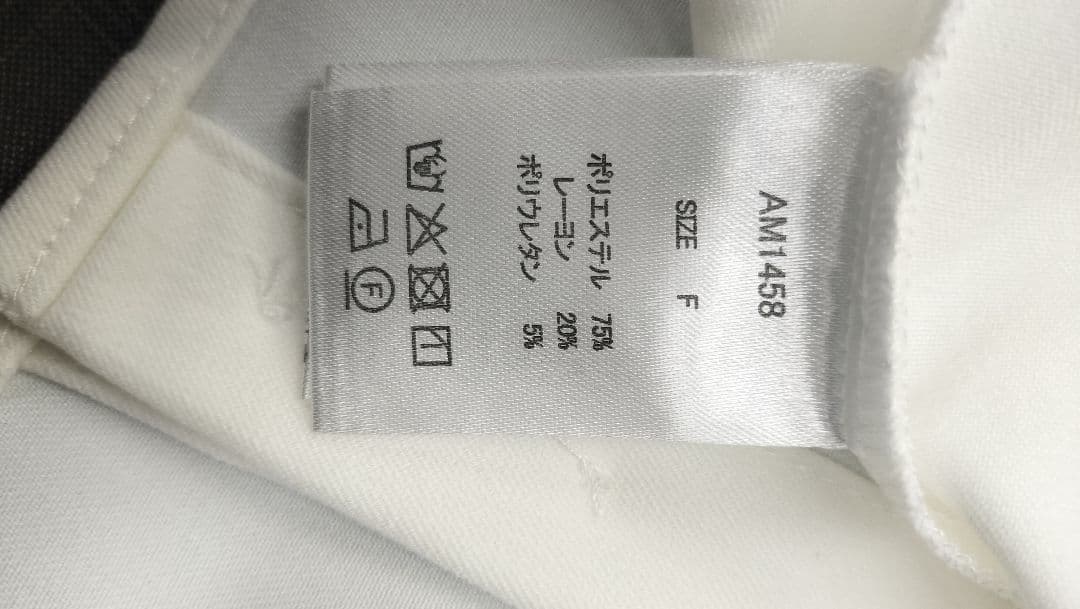 AM1458
SIZE F
ポリエステル 75%
レーヨン 20%
ポリウレタン 5%
F